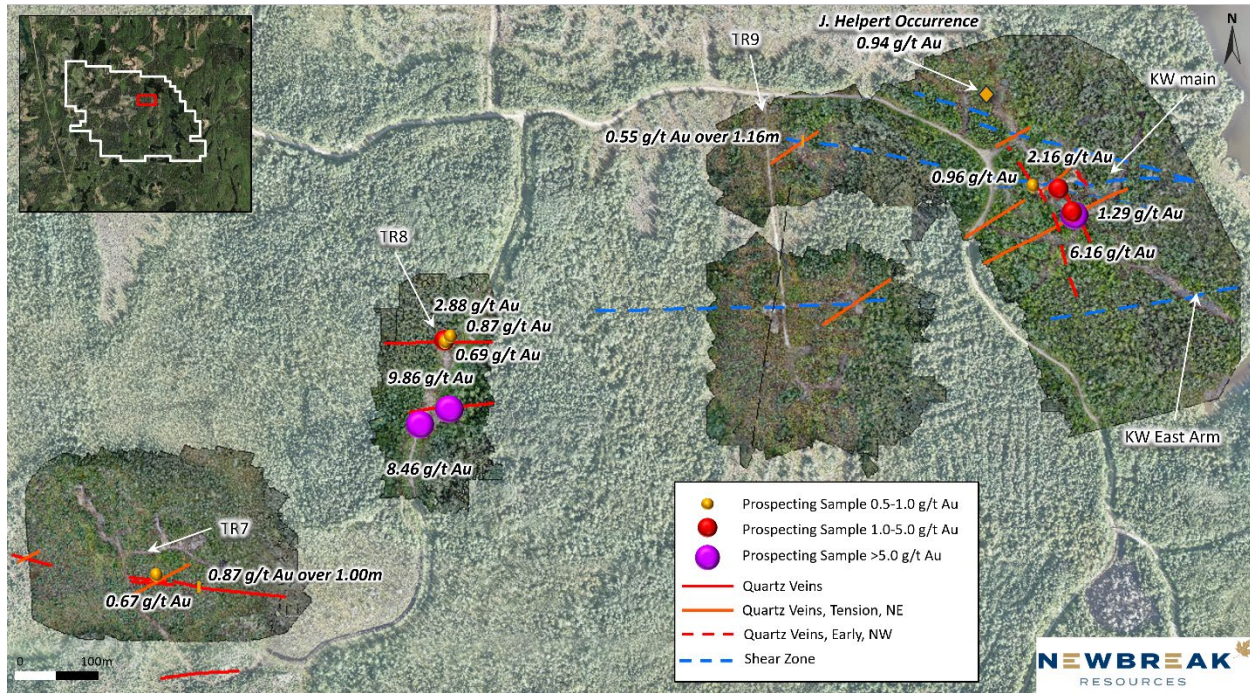 J. Helpert Occurrence
0.94 g/t Au
N
TR9
KW main
0.55 g/t Au over 1.16m
2.16 g/t Au
0.96 g/t Au
1.29 g/t Au
6.16 g/t Au
TR8
2.88 g/t Au
0.87 g/t Au
0.69 g/t Au
9.86 g/t Au
8.46 g/t Au
KW East Arm
TR7
0.87 g/t Au over 1.00m
0.67 g/t Au
0 100m
Prospecting Sample 0.5-1.0 g/t Au
Prospecting Sample 1.0-5.0 g/t Au
Prospecting Sample >5.0 g/t Au
Quartz Veins
Quartz Veins, Tension, NE
Quartz Veins, Early, NW
Shear Zone
NEWBREAK
RESOURCES